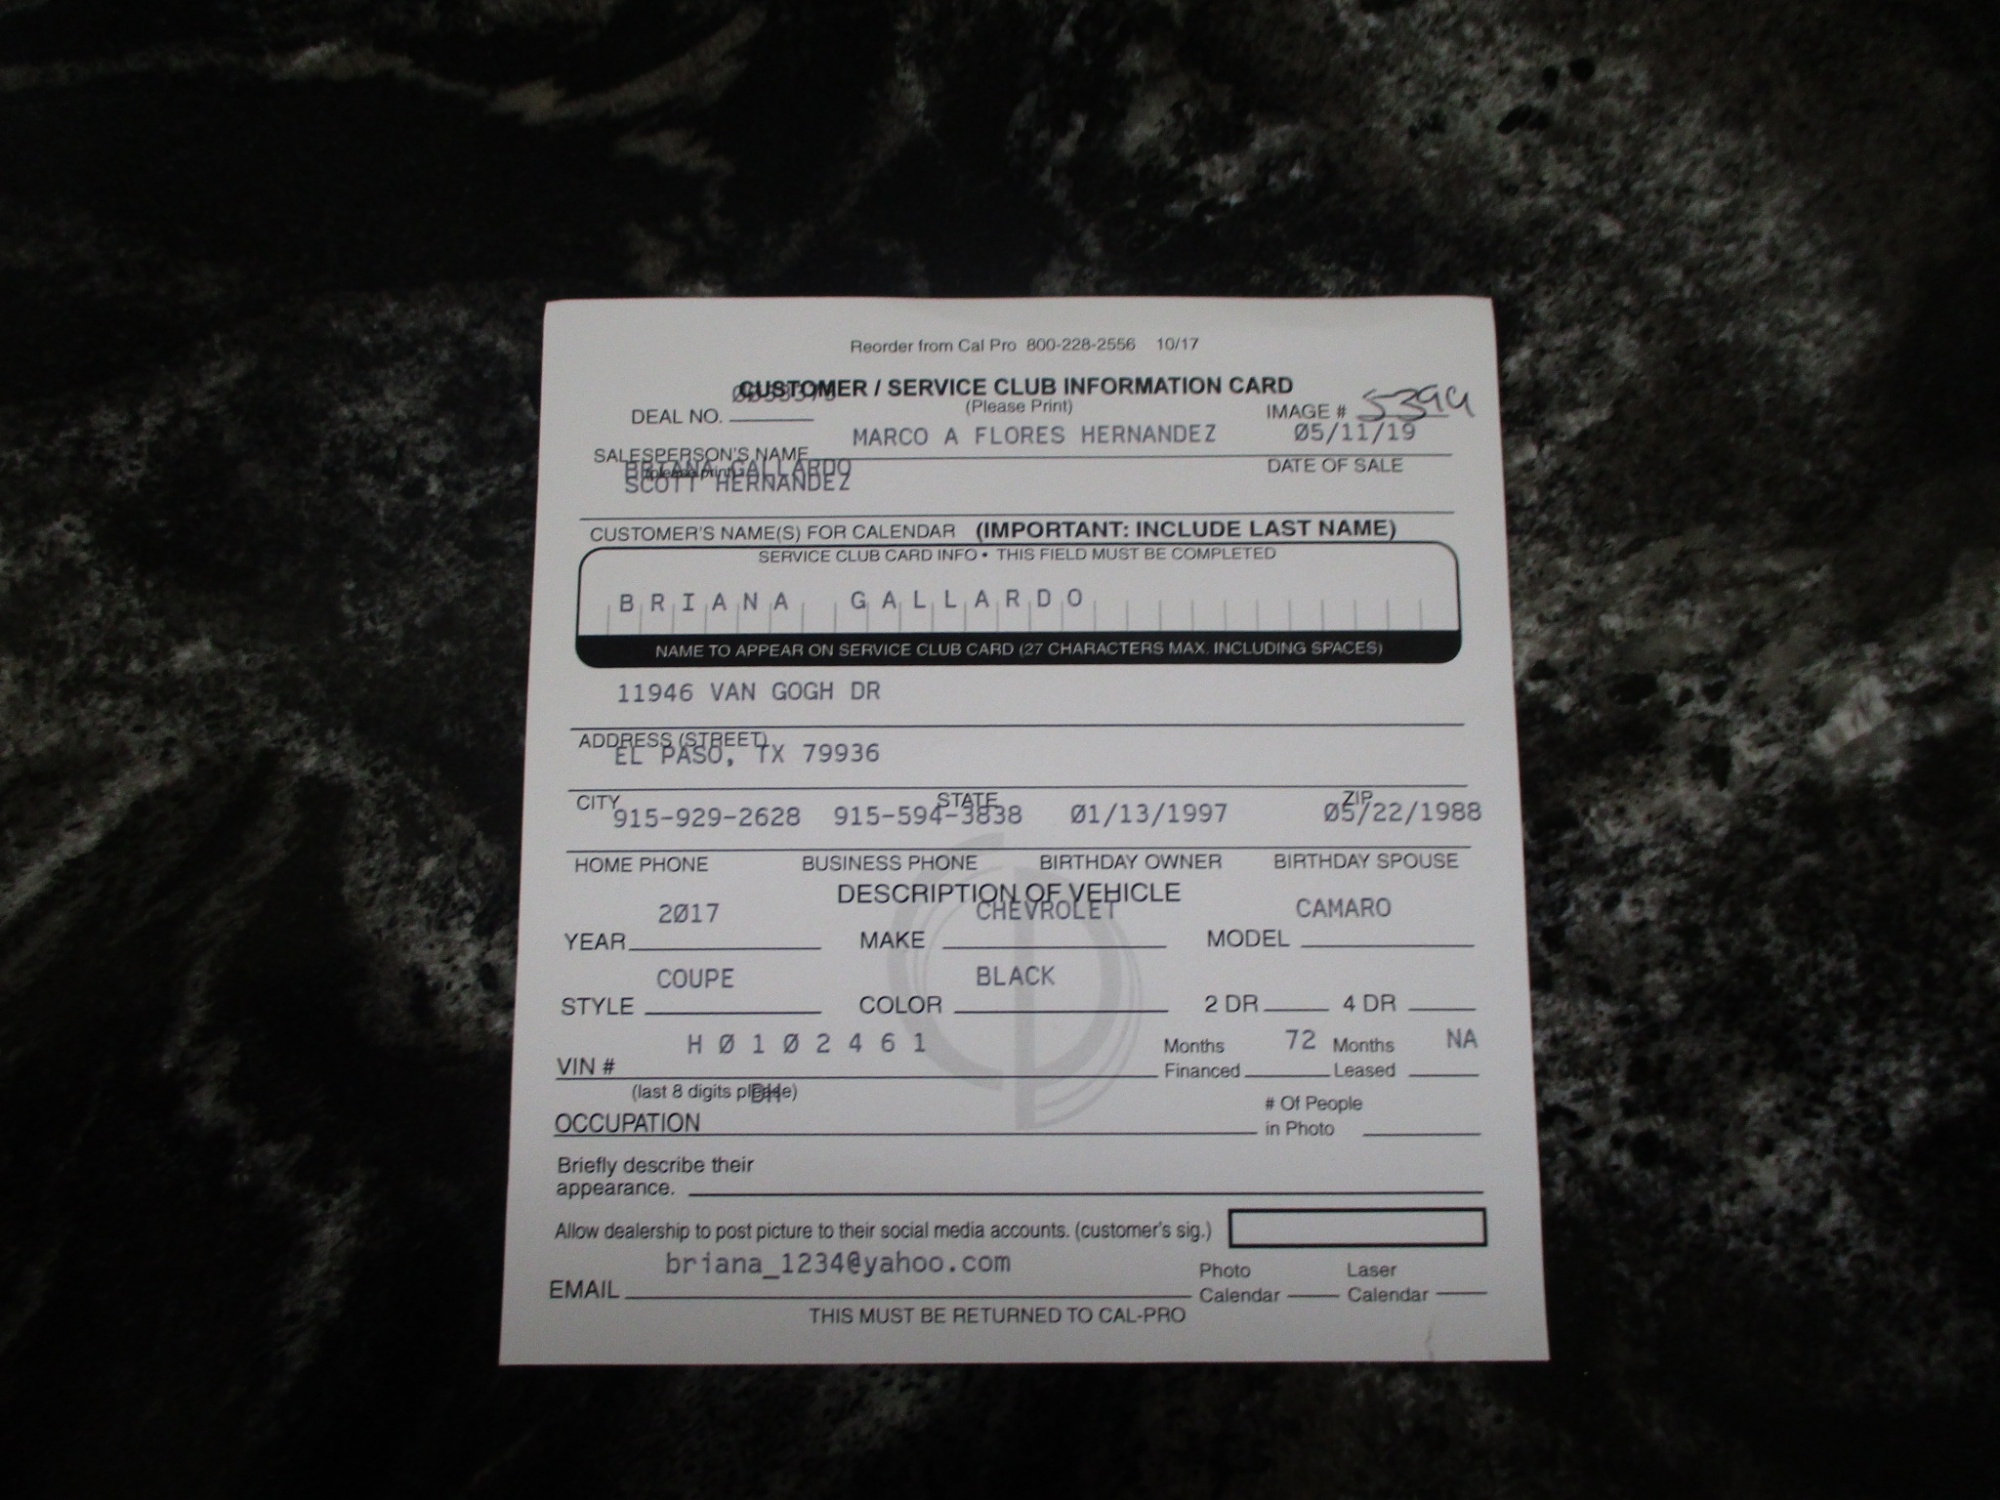 Reorder from Cal Pro 800-228-2556 10/17
CUSTOMER / SERVICE CLUB INFORMATION CARD
(Please Print)
DEAL NO.
IMAGE # 5399
MARCO A FLORES HERNANDEZ 05/11/19
SALESPERSON'S NAME
(please print)
DATE OF SALE
BRIANA GALLARDO
SCOTT HERNANDEZ
CUSTOMER'S NAME(S) FOR CALENDAR (IMPORTANT: INCLUDE LAST NAME)
SERVICE CLUB CARD INFO • THIS FIELD MUST BE COMPLETED
BRIANA GALLARDO
NAME TO APPEAR ON SERVICE CLUB CARD (27 CHARACTERS MAX. INCLUDING SPACES)
11946 VAN GOGH DR
ADDRESS (STREET)
EL PASO, TX 79936
CITY STATE ZIP
915-929-2628 915-594-3838 01/13/1997 05/22/1988
HOME PHONE BUSINESS PHONE BIRTHDAY OWNER BIRTHDAY SPOUSE
DESCRIPTION OF VEHICLE
2017 CHEVROLET CAMARO
YEAR MAKE MODEL
COUPE BLACK
STYLE COLOR 2 DR 4 DR
H0102461 Months 72 Months NA
VIN # Financed Leased
(last 8 digits please)
# Of People
OCCUPATION in Photo
Briefly describe their
appearance.
Allow dealership to post picture to their social media accounts. (customer's sig.)
briana_1234@yahoo.com Photo Laser
EMAIL Calendar Calendar
THIS MUST BE RETURNED TO CAL-PRO